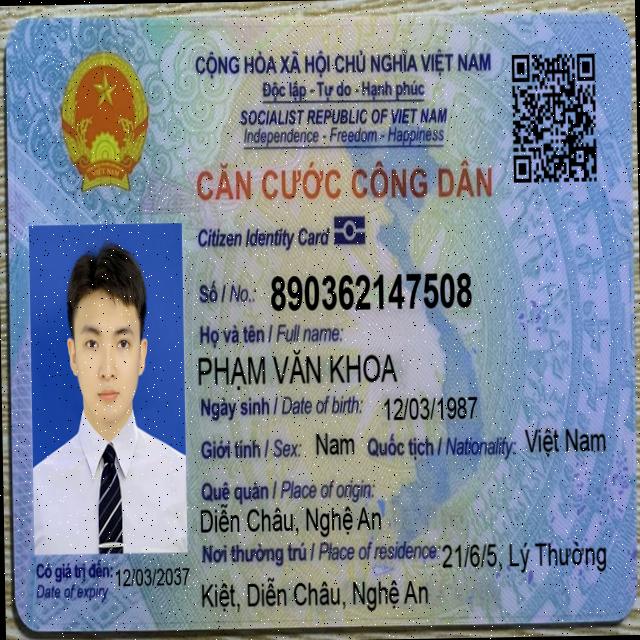 CỘNG HÒA XÃ HỘI CHỦ NGHĨA VIỆT NAM
Độc lập - Tự do - Hạnh phúc
SOCIALIST REPUBLIC OF VIET NAM
Independence - Freedom - Happiness
CĂN CƯỚC CÔNG DÂN
Citizen Identity Card
Số / No.: 890362147508
Họ và tên / Full name:
PHẠM VĂN KHOA
Ngày sinh / Date of birth: 12/03/1987
Giới tính / Sex: Nam Quốc tịch / Nationality: Việt Nam
Quê quán / Place of origin:
Diễn Châu, Nghệ An
Nơi thường trú / Place of residence: 21/6/5, Lý Thường
Kiệt, Diễn Châu, Nghệ An
Có giá trị đến: 12/03/2037
Date of expiry
VIỆT NAM